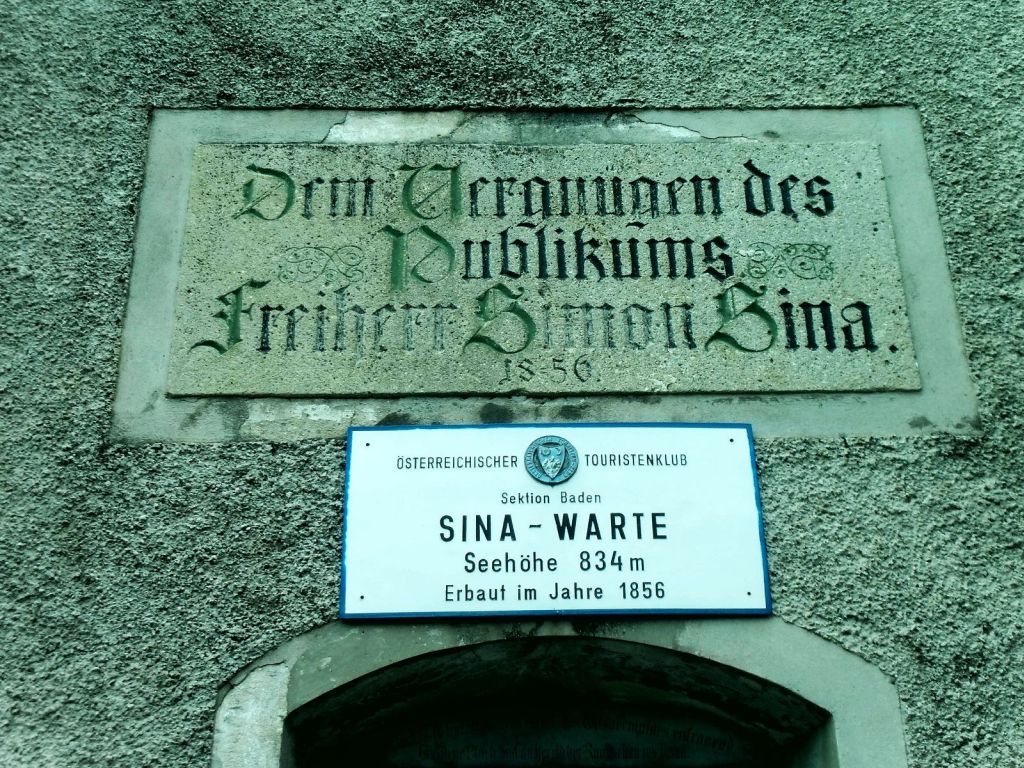 Dem Vergnügen des
Publikums
Freiherr Simon Sina.
1856.
ÖSTERREICHISCHER TOURISTENKLUB
Sektion Baden
SINA - WARTE
Seehöhe 834 m
Erbaut im Jahre 1856